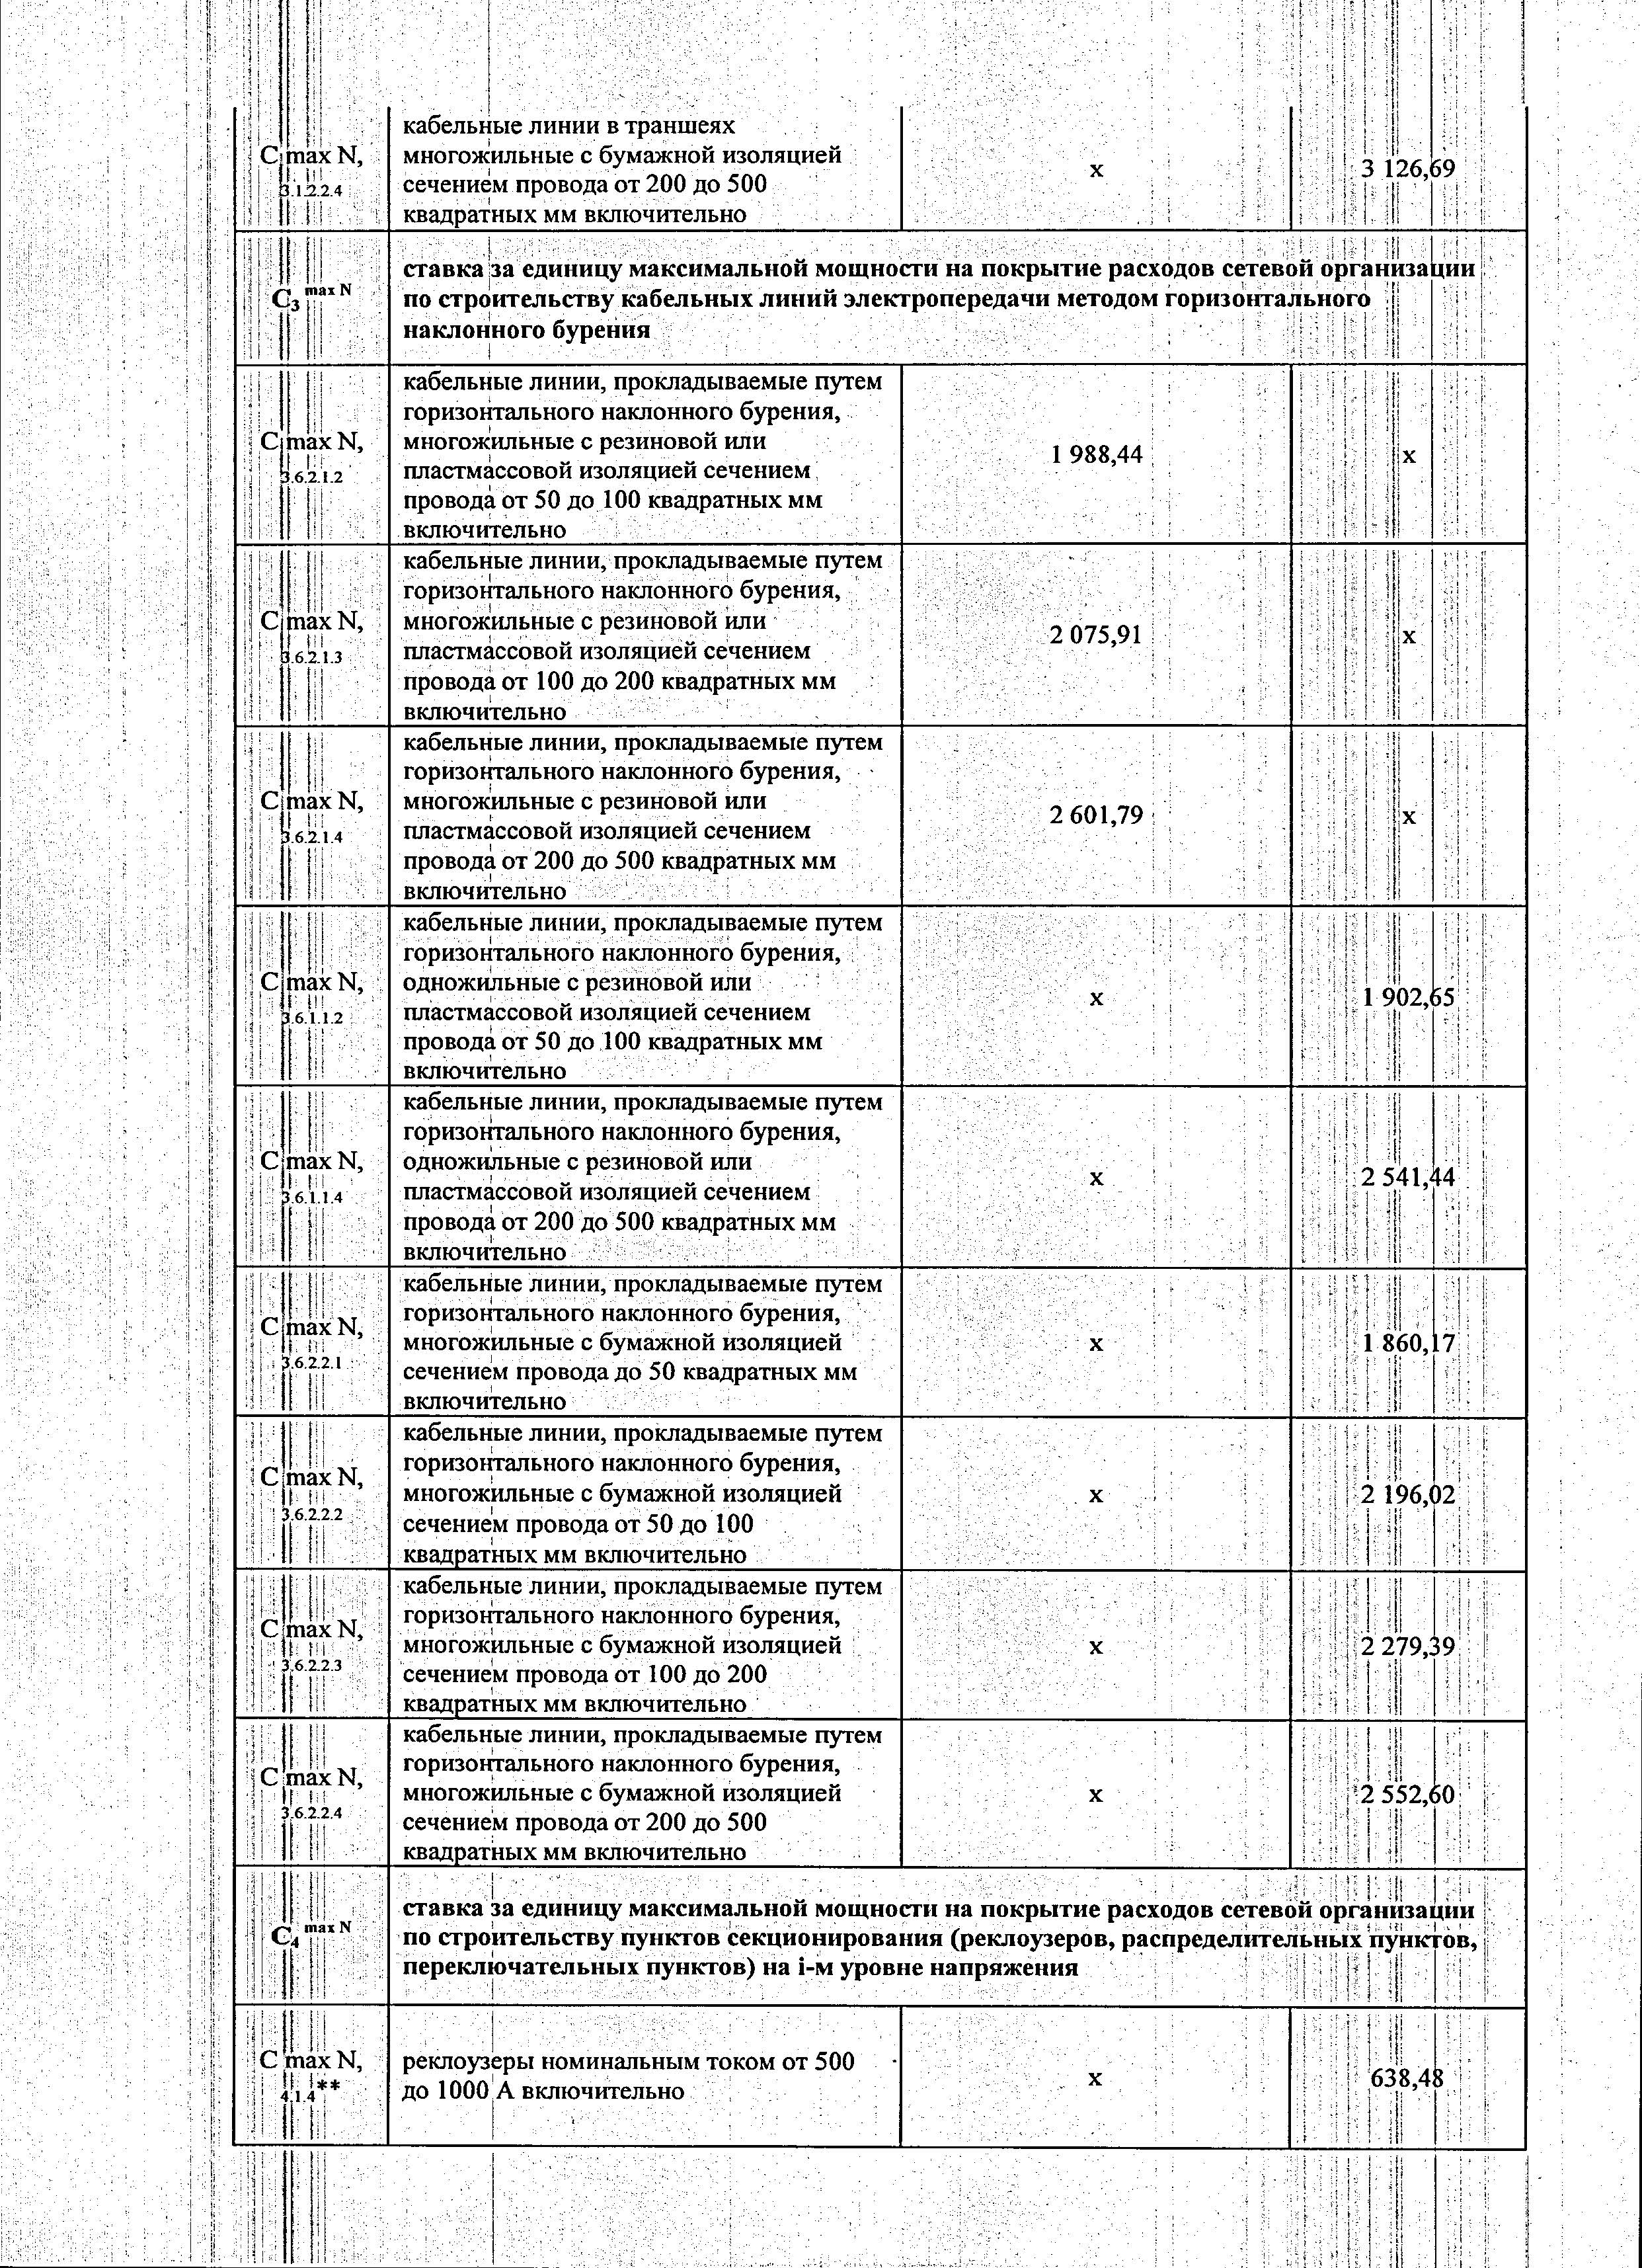 кабельные линии в траншеях
C max N, многожильные с бумажной изоляцией
3.1.2.2.4 сечением провода от 200 до 500 x 3 126,69
квадратных мм включительно
ставка за единицу максимальной мощности на покрытие расходов сетевой организации
C3 max N по строительству кабельных линий электропередачи методом горизонтального
наклонного бурения
кабельные линии, прокладываемые путем
горизонтального наклонного бурения,
C max N, многожильные с резиновой или
3.6.2.1.2 пластмассовой изоляцией сечением 1 988,44 x
провода от 50 до 100 квадратных мм
включительно
кабельные линии, прокладываемые путем
горизонтального наклонного бурения,
C max N, многожильные с резиновой или
3.6.2.1.3 пластмассовой изоляцией сечением 2 075,91 x
провода от 100 до 200 квадратных мм
включительно
кабельные линии, прокладываемые путем
горизонтального наклонного бурения,
C max N, многожильные с резиновой или
3.6.2.1.4 пластмассовой изоляцией сечением 2 601,79 x
провода от 200 до 500 квадратных мм
включительно
кабельные линии, прокладываемые путем
горизонтального наклонного бурения,
C max N, одножильные с резиновой или
3.6.1.1.2 пластмассовой изоляцией сечением x 1 902,65
провода от 50 до 100 квадратных мм
включительно
кабельные линии, прокладываемые путем
горизонтального наклонного бурения,
C max N, одножильные с резиновой или
3.6.1.1.4 пластмассовой изоляцией сечением x 2 541,44
провода от 200 до 500 квадратных мм
включительно
кабельные линии, прокладываемые путем
горизонтального наклонного бурения,
C max N, многожильные с бумажной изоляцией x 1 860,17
3.6.2.2.1 сечением провода до 50 квадратных мм
включительно
кабельные линии, прокладываемые путем
горизонтального наклонного бурения,
C max N, многожильные с бумажной изоляцией x 2 196,02
3.6.2.2.2 сечением провода от 50 до 100
квадратных мм включительно
кабельные линии, прокладываемые путем
горизонтального наклонного бурения,
C max N, многожильные с бумажной изоляцией x 2 279,39
3.6.2.2.3 сечением провода от 100 до 200
квадратных мм включительно
кабельные линии, прокладываемые путем
горизонтального наклонного бурения,
C max N, многожильные с бумажной изоляцией x 2 552,60
3.6.2.2.4 сечением провода от 200 до 500
квадратных мм включительно
ставка за единицу максимальной мощности на покрытие расходов сетевой организации
C4 max N по строительству пунктов секционирования (реклоузеров, распределительных пунктов,
переключательных пунктов) на i-м уровне напряжения
C max N, реклоузеры номинальным током от 500 x 638,48
4.1.4** до 1000 А включительно